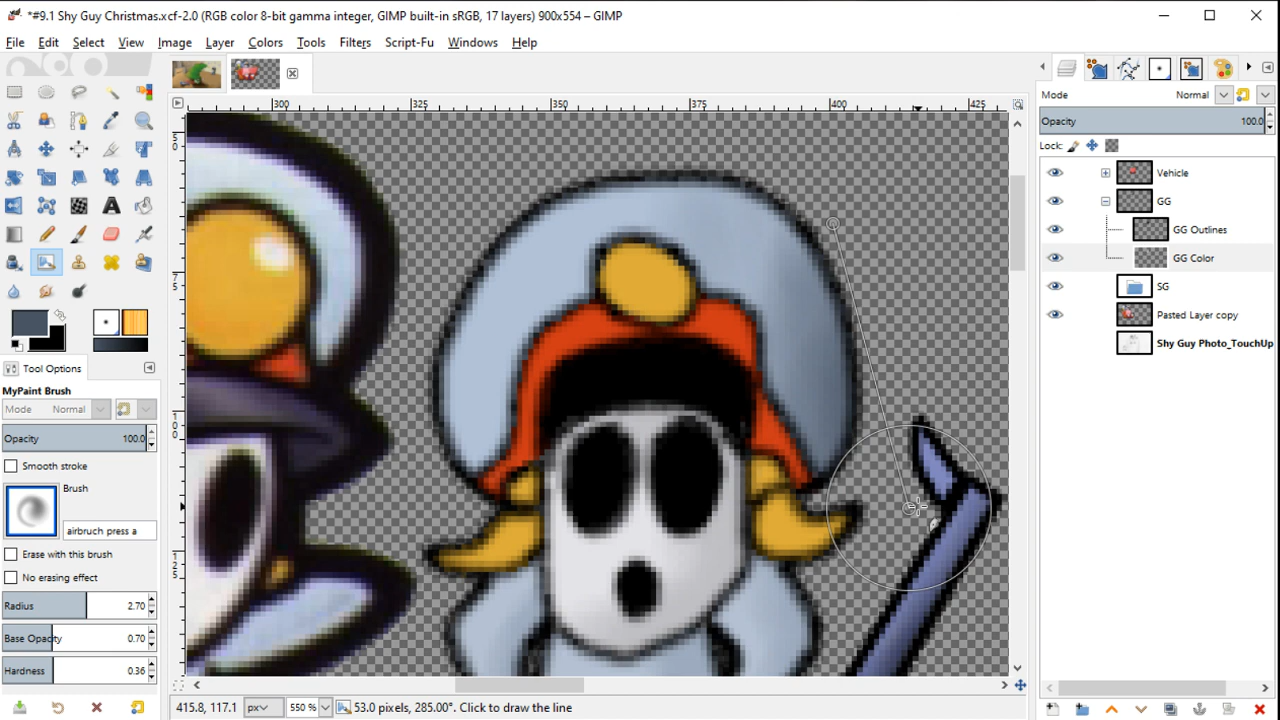 *#9.1 Shy Guy Christmas.xcf-2.0 (RGB color 8-bit gamma integer, GIMP built-in sRGB, 17 layers) 900x554 – GIMP
File Edit Select View Image Layer Colors Tools Filters Script-Fu Windows Help
Mode Normal
Opacity 100.0
Lock:
300 325 350 375 400 425
50
75
100
125
Vehicle
GG
GG Outlines
GG Color
SG
Pasted Layer copy
Shy Guy Photo_TouchUp
Tool Options
MyPaint Brush
Mode Normal
Opacity 100.0
Smooth stroke
Brush
airbruch press a
Erase with this brush
No erasing effect
Radius 2.70
Base Opacity 0.70
Hardness 0.36
415.8, 117.1 px 550 % 53.0 pixels, 285.00°. Click to draw the line